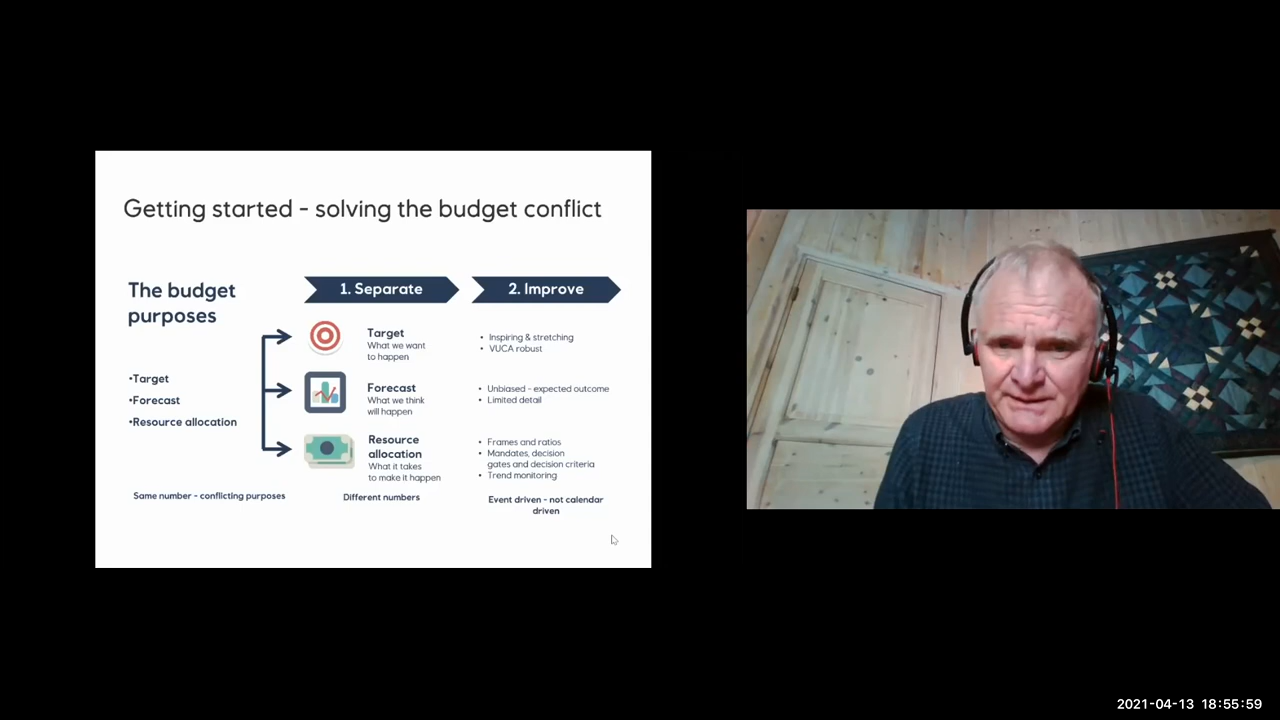 Getting started - solving the budget conflict
The budget
purposes
•Target
•Forecast
•Resource allocation
Same number - conflicting purposes
1. Separate
Target
What we want
to happen
Forecast
What we think
will happen
Resource
allocation
What it takes
to make it happen
Different numbers
2. Improve
• Inspiring & stretching
• VUCA robust
• Unbiased - expected outcome
• Limited detail
• Frames and ratios
• Mandates, decision
gates and decision criteria
• Trend monitoring
Event driven - not calendar
driven
2021-04-13 18:55:59